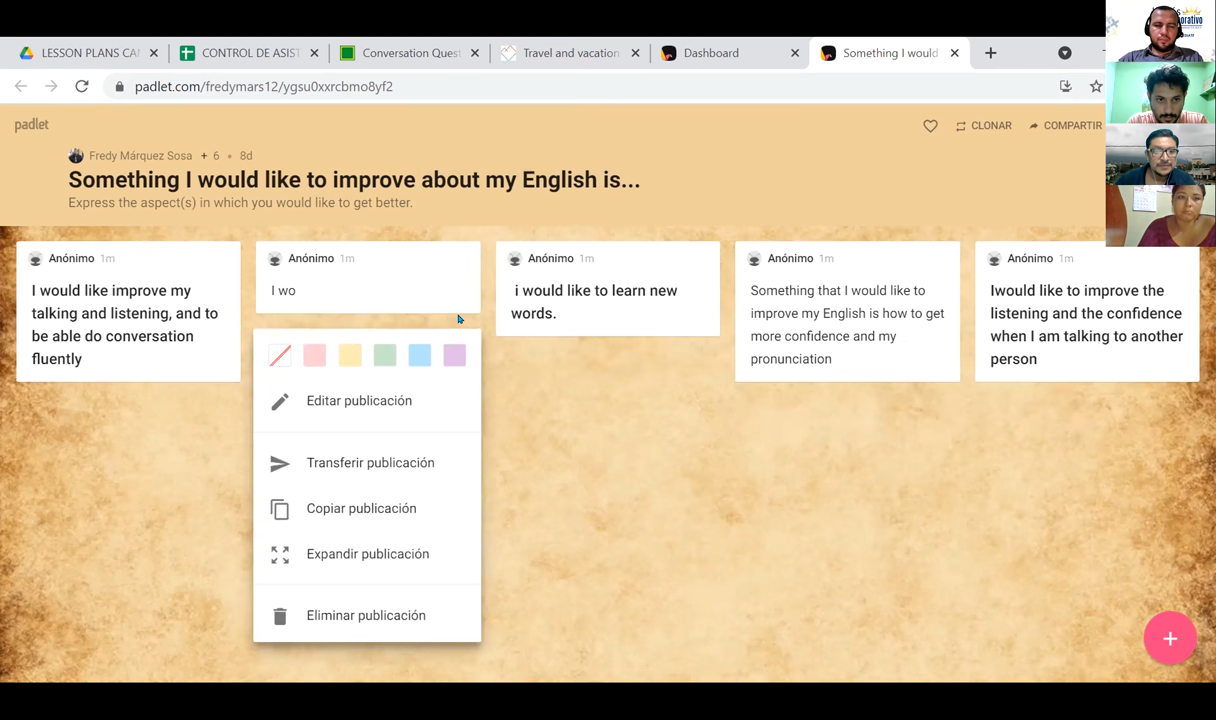 LESSON PLANS CA
CONTROL DE ASIS
Conversation Ques
Travel and vacation
Dashboard
Something I would
padlet.com/fredymars12/ygsu0xxrcbmo8yf2
padlet
CLONAR
COMPARTIR
Fredy Márquez Sosa + 6 • 8d
Something I would like to improve about my English is...
Express the aspect(s) in which you would like to get better.
Anónimo 1m
I would like improve my
talking and listening, and to
be able do conversation
fluently
Anónimo 1m
I wo
Anónimo 1m
i would like to learn new
words.
Anónimo 1m
Something that I would like to
improve my English is how to get
more confidence and my
pronunciation
Anónimo 1m
Iwould like to improve the
listening and the confidence
when I am talking to another
person
Editar publicación
Transferir publicación
Copiar publicación
Expandir publicación
Eliminar publicación